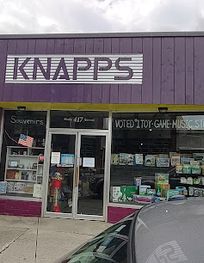 KNAPPS
417
Souvenirs
VOTED #1 TOY-GAME-MUSIC